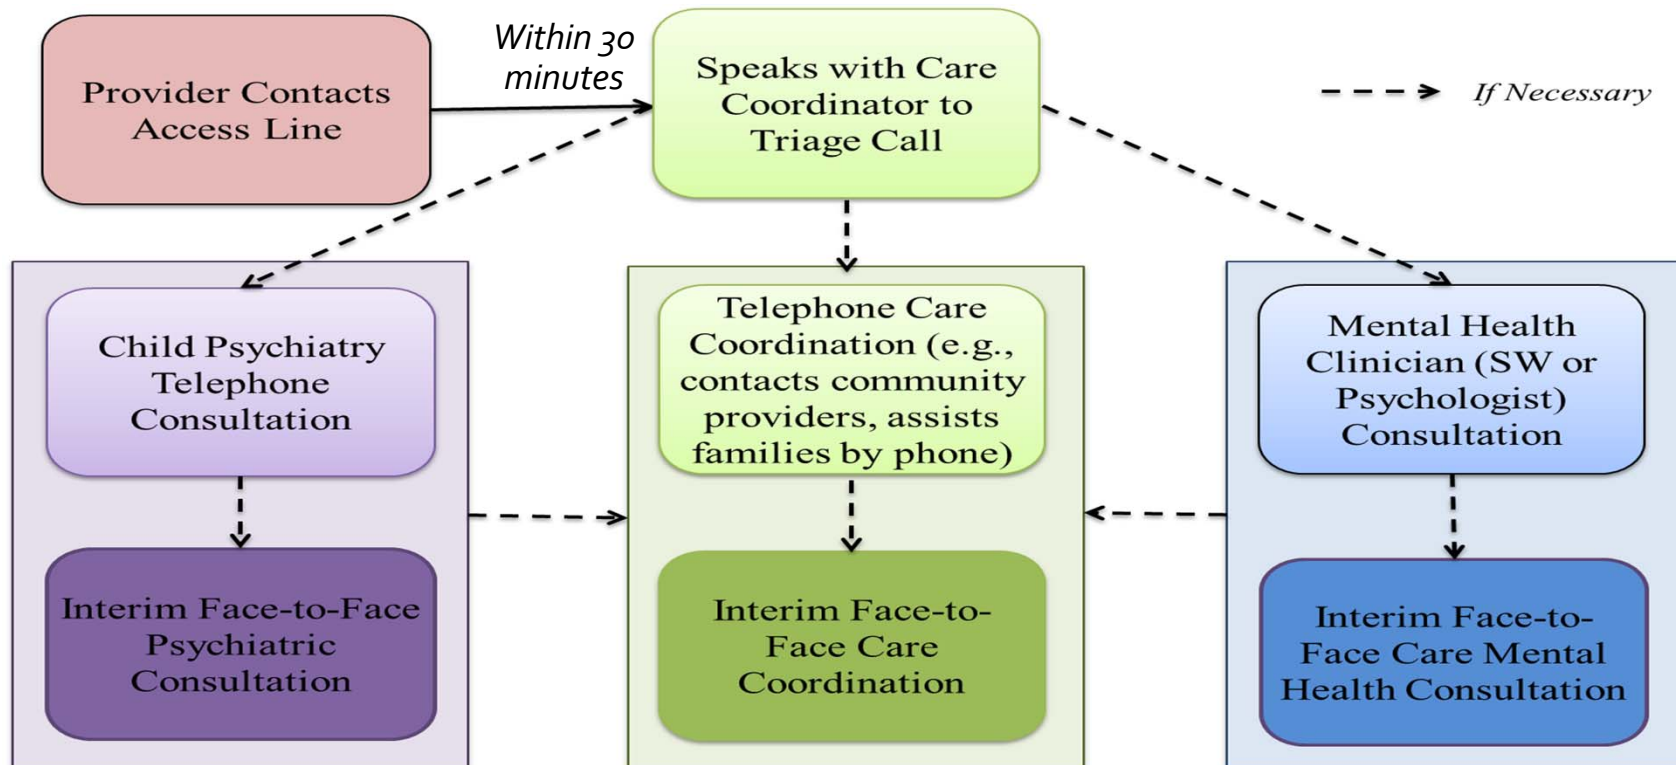 Provider Contacts
Access Line
Within 30
minutes
Speaks with Care
Coordinator to
Triage Call
If Necessary
Child Psychiatry
Telephone
Consultation
Telephone Care
Coordination (e.g.,
contacts community
providers, assists
families by phone)
Mental Health
Clinician (SW or
Psychologist)
Consultation
Interim Face-to-Face
Psychiatric
Consultation
Interim Face-to-
Face Care
Coordination
Interim Face-to-
Face Care Mental
Health Consultation